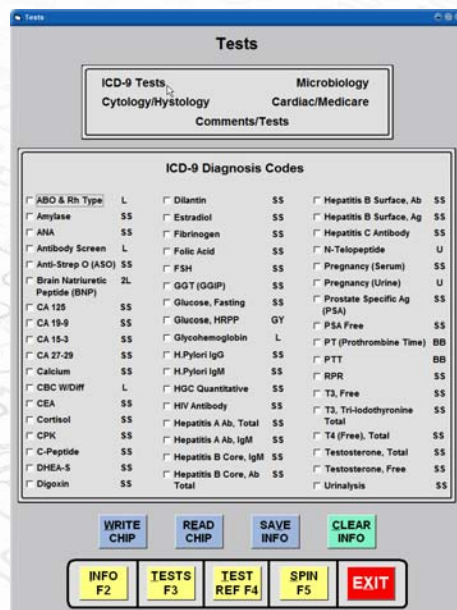 Tests
Tests
ICD-9 Tests Microbiology
Cytology/Hystology Cardiac/Medicare
Comments/Tests
ICD-9 Diagnosis Codes
ABO & Rh Type L
Amylase SS
ANA SS
Antibody Screen L
Anti-Strep O (ASO) SS
Brain Natriuretic 2L
Peptide (BNP)
CA 125 SS
CA 19-9 SS
CA 15-3 SS
CA 27-29 SS
Calcium SS
CBC W/Diff L
CEA SS
Cortisol SS
CPK SS
C-Peptide SS
DHEA-S SS
Digoxin SS
Dilantin SS
Estradiol SS
Fibrinogen SS
Folic Acid SS
FSH SS
GGT (GGIP) SS
Glucose, Fasting SS
Glucose, HRPP GY
Glycohemoglobin L
H.Pylori IgG SS
H.Pylori IgM SS
HGC Quantitative SS
HIV Antibody SS
Hepatitis A Ab, Total SS
Hepatitis A Ab, IgM SS
Hepatitis B Core, IgM SS
Hepatitis B Core, Ab SS
Total
Hepatitis B Surface, Ab SS
Hepatitis B Surface, Ag SS
Hepatitis C Antibody SS
N-Telopeptide U
Pregnancy (Serum) SS
Pregnancy (Urine) U
Prostate Specific Ag SS
(PSA)
PSA Free SS
PT (Prothrombine Time) BB
PTT BB
RPR SS
T3, Free SS
T3, Tri-Iodothyronine SS
Total
T4 (Free), Total SS
Testosterone, Total SS
Testosterone, Free SS
Urinalysis SS
WRITE CHIP
READ CHIP
SAVE INFO
CLEAR INFO
INFO F2
TESTS F3
TEST REF F4
SPIN F5
EXIT